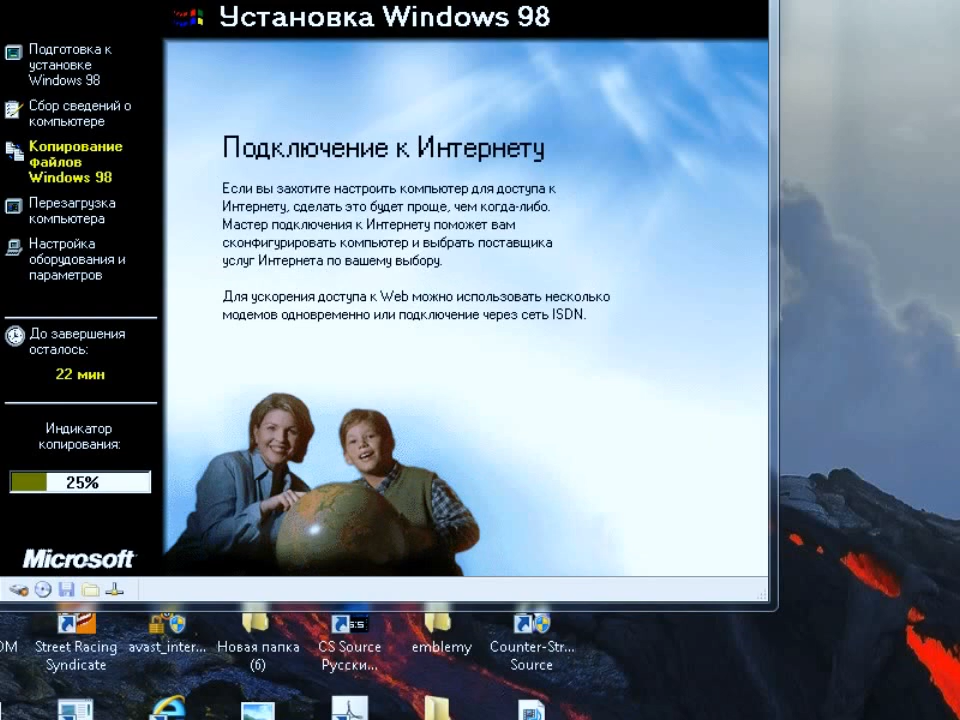 Установка Windows 98
Подготовка к
установке
Windows 98
Сбор сведений о
компьютере
Копирование
файлов
Windows 98
Перезагрузка
компьютера
Настройка
оборудования и
параметров
До завершения
осталось:
22 мин
Индикатор
копирования:
25%
Microsoft
Подключение к Интернету
Если вы захотите настроить компьютер для доступа к
Интернету, сделать это будет проще, чем когда-либо.
Мастер подключения к Интернету поможет вам
сконфигурировать компьютер и выбрать поставщика
услуг Интернета по вашему выбору.
Для ускорения доступа к Web можно использовать несколько
модемов одновременно или подключение через сеть ISDN.
OM
Street Racing
Syndicate
avast_inter...
Новая папка
(6)
CS Source
Русски...
emblemy
Counter-Str...
Source